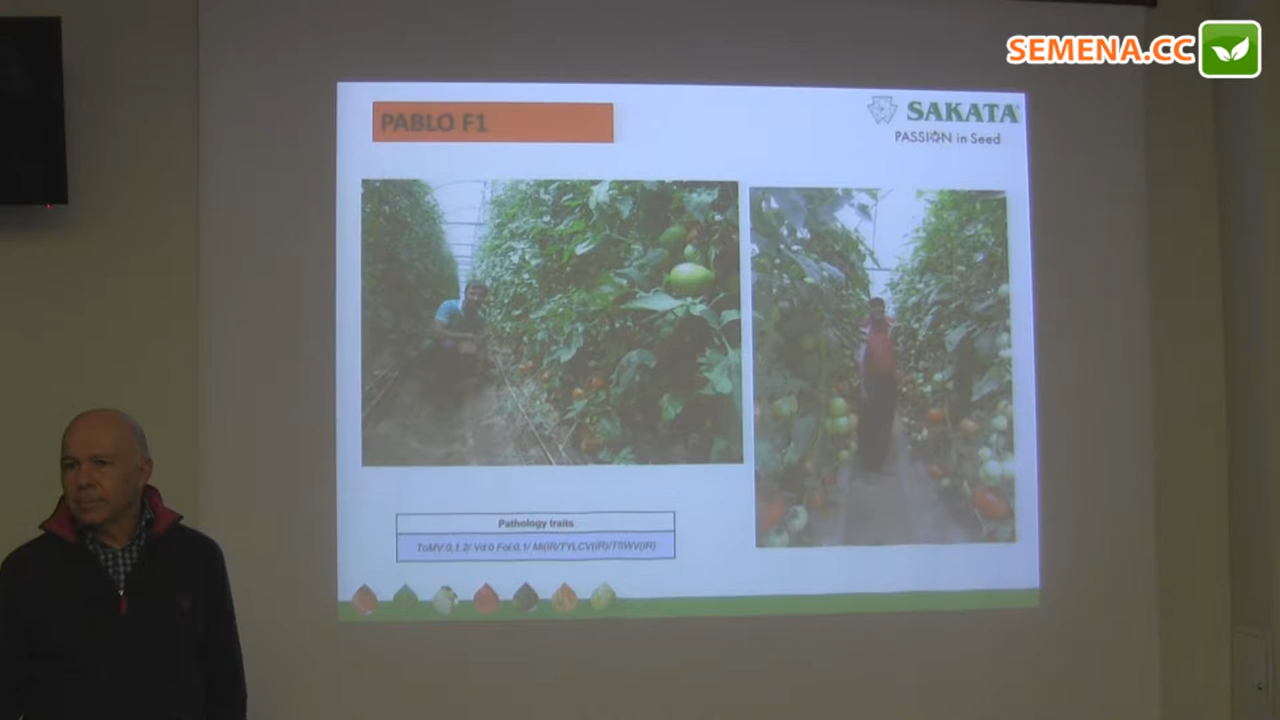 SEMENA.CC
PABLO F1
SAKATA
PASSION in Seed
Pathology traits
ToMV:0,1,2/ Vd:0 Fol:0,1/ Mi(IR/TYLCV(IR)/TSWV(IR)